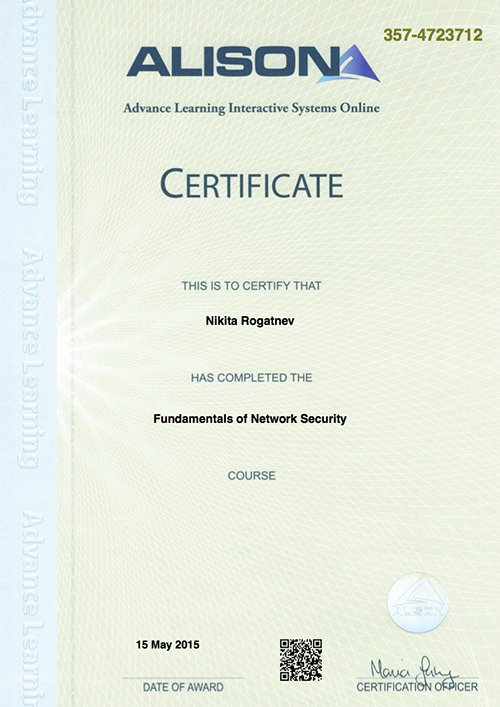 357-4723712
ALISON
Advance Learning Interactive Systems Online
CERTIFICATE
THIS IS TO CERTIFY THAT
Nikita Rogatnev
HAS COMPLETED THE
Fundamentals of Network Security
COURSE
ALISON
15 May 2015
DATE OF AWARD
CERTIFICATION OFFICER
Advance Learning
Advance Learning
Advance Learning